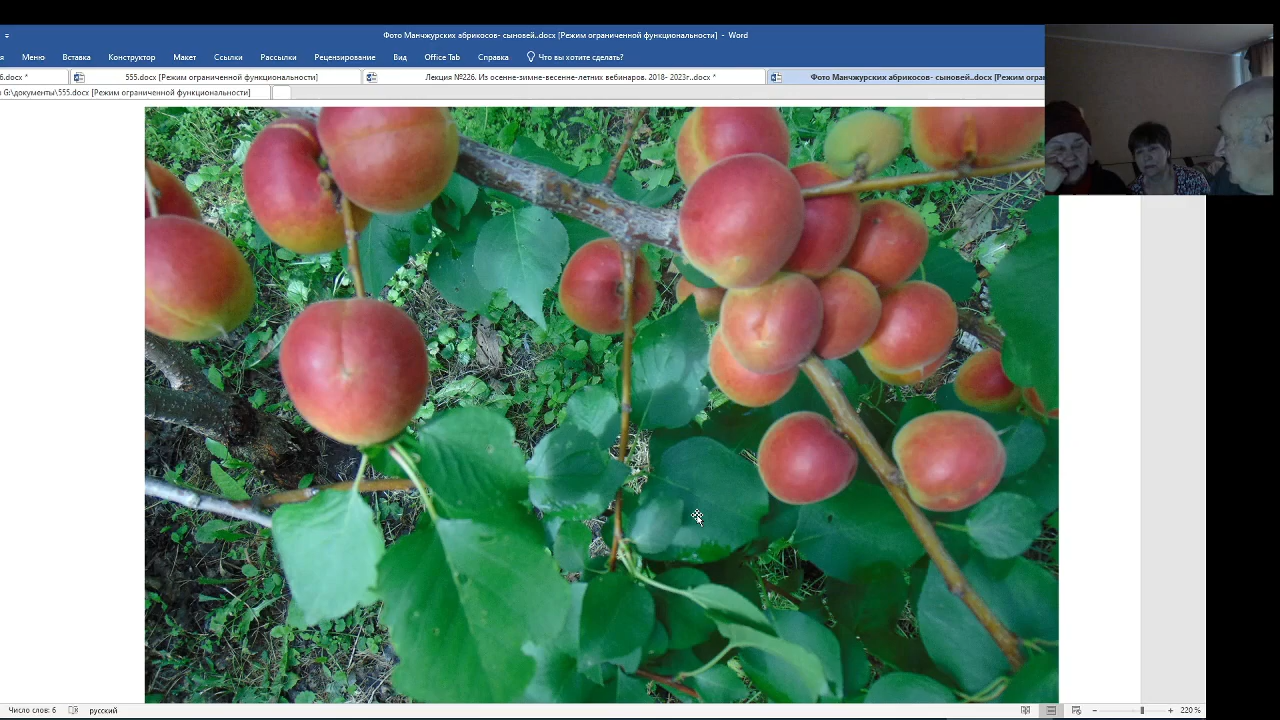 Фото Манчжурских абрикосов- сыновей..docx [Режим ограниченной функциональности] - Word
я Меню Вставка Конструктор Макет Ссылки Рассылки Рецензирование Вид Office Tab Справка Что вы хотите сделать?
6.docx * 555.docx [Режим ограниченной функциональности] Лекция №226. Из осенне-зимне-весенне-летних вебинаров. 2018- 2023г..docx * Фото Манчжурских абрикосов- сыновей..docx [Режим огран
G:\документы\555.docx [Режим ограниченной функциональности]
Число слов: 6 русский 220 %